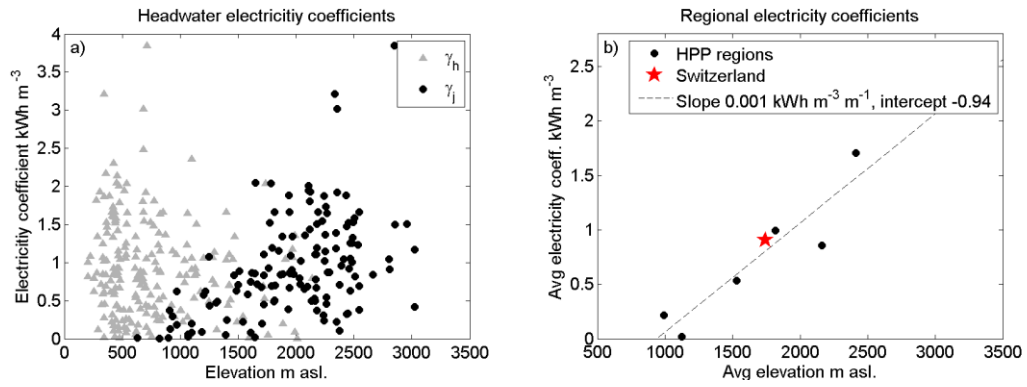 Headwater electricitiy coefficients
a)
γh
γj
Electricitiy coefficient kWh m-3
4
3.5
3
2.5
2
1.5
1
0.5
0
0 500 1000 1500 2000 2500 3000 3500
Elevation m asl.
Regional electricity coefficients
b)
HPP regions
Switzerland
Slope 0.001 kWh m-3 m-1, intercept -0.94
Avg electricity coeff. kWh m-3
2.5
2
1.5
1
0.5
0
500 1000 1500 2000 2500 3000 3500
Avg elevation m asl.